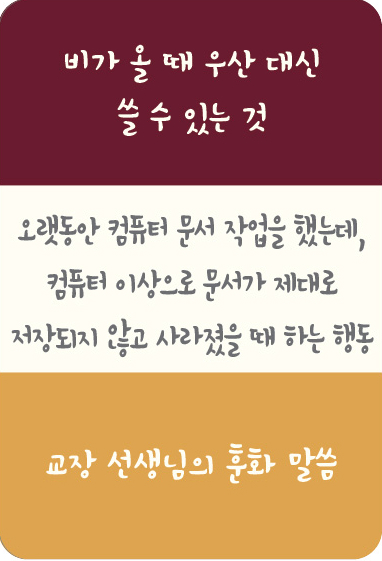 비가 올 때 우산 대신
쓸 수 있는 것
오랫동안 컴퓨터 문서 작업을 했는데,
컴퓨터 이상으로 문서가 제대로
저장되지 않고 사라졌을 때 하는 행동
교장 선생님의 훈화 말씀